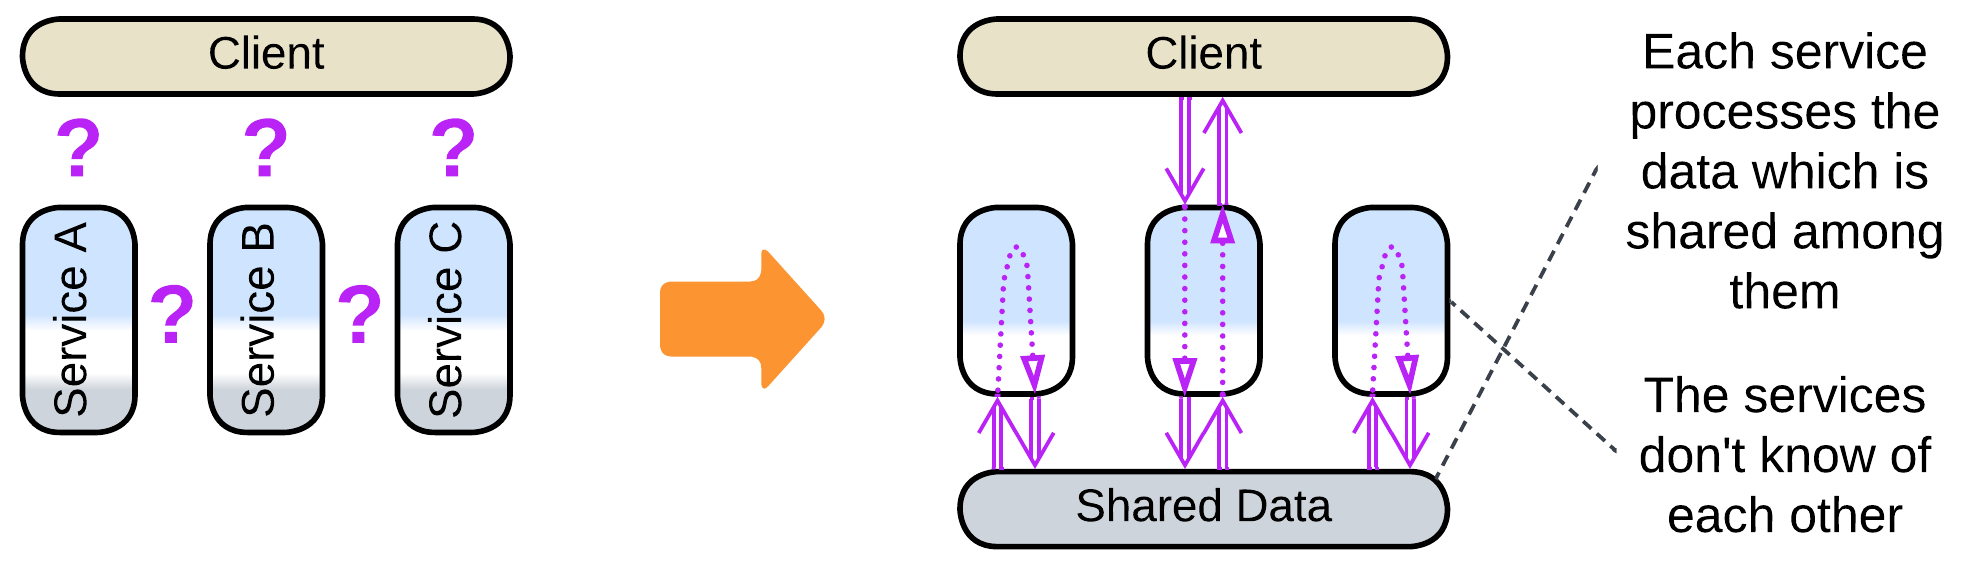 Client
?
?
?
Service A
?
Service B
?
Service C
Client
Shared Data
Each service
processes the
data which is
shared among
them
The services
don't know of
each other